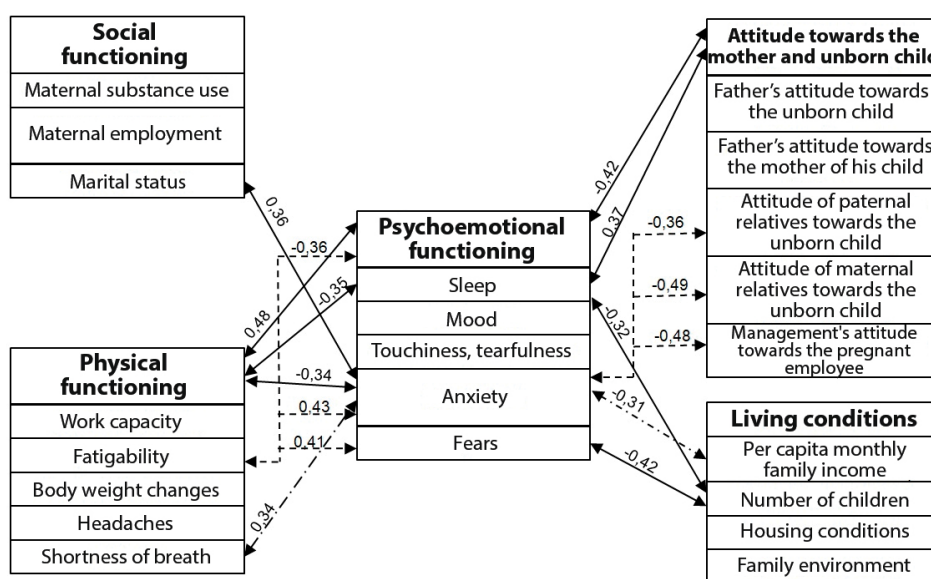 Social
functioning
Maternal substance use
Maternal employment
Marital status
Physical
functioning
Work capacity
Fatigability
Body weight changes
Headaches
Shortness of breath
0,36
-0,36
-0,35
0,48
-0,34
0,43
0,41
0,34
Psychoemotional
functioning
Sleep
Mood
Touchiness, tearfulness
Anxiety
Fears
-0,42
0,37
-0,36
-0,49
-0,48
-0,32
-0,31
-0,42
Attitude towards the
mother and unborn child
Father's attitude towards
the unborn child
Father's attitude towards
the mother of his child
Attitude of paternal
relatives towards the
unborn child
Attitude of maternal
relatives towards the
unborn child
Management's attitude
towards the pregnant
employee
Living conditions
Per capita monthly
family income
Number of children
Housing conditions
Family environment